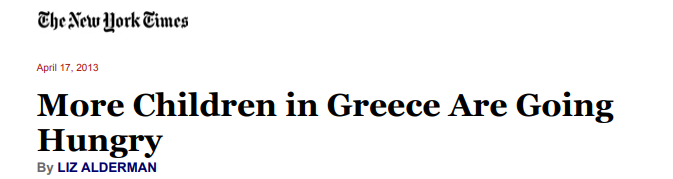 The New York Times
April 17, 2013
More Children in Greece Are Going
Hungry
By LIZ ALDERMAN